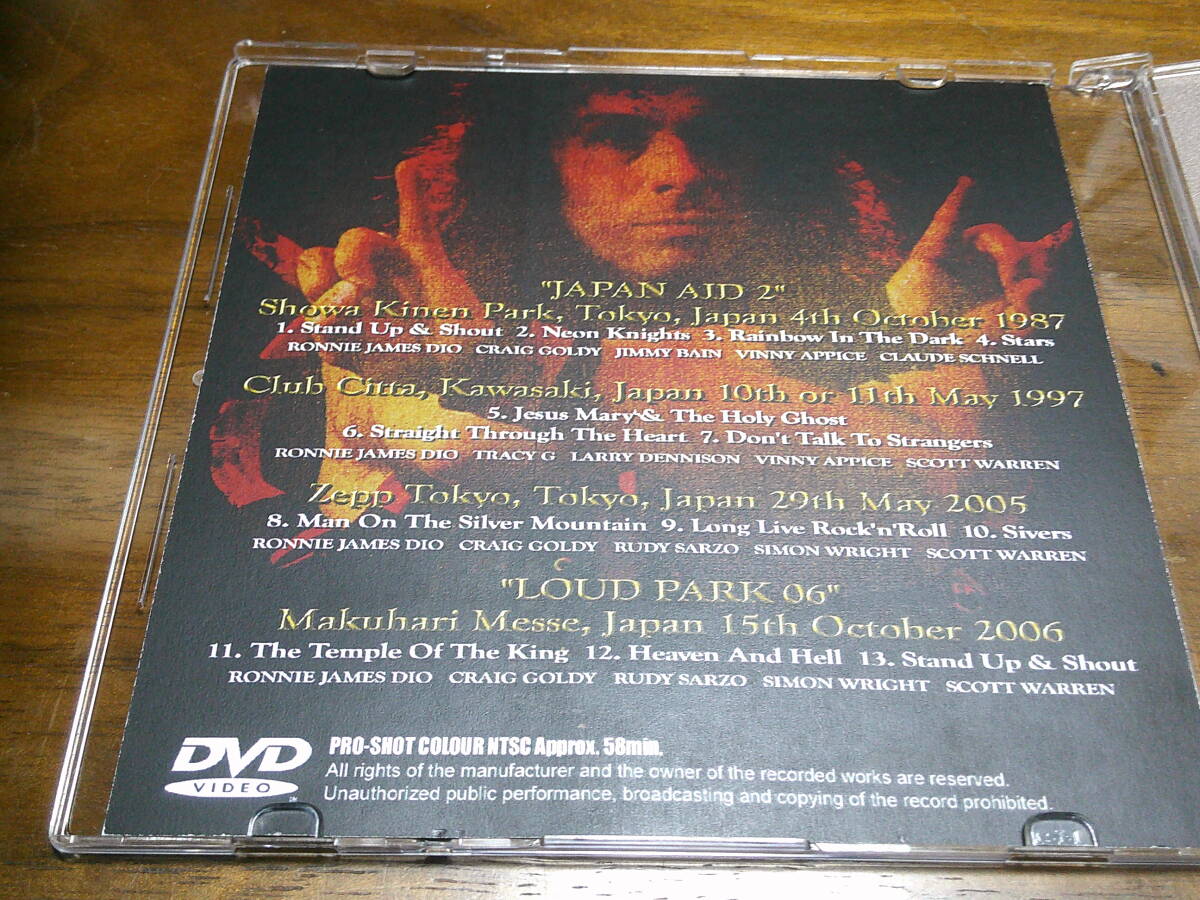 "JAPAN AID 2"
Showa Kinen Park, Tokyo, Japan 4th October 1987
1. Stand Up & Shout 2. Neon Knights 3. Rainbow In The Dark 4. Stars
RONNIE JAMES DIO CRAIG GOLDY JIMMY BAIN VINNY APPICE CLAUDE SCHNELL
Club Citta, Kawasaki, Japan 10th or 11th May 1997
5. Jesus Mary & The Holy Ghost
6. Straight Through The Heart 7. Don't Talk To Strangers
RONNIE JAMES DIO TRACY G LARRY DENNISON VINNY APPICE SCOTT WARREN
Zepp Tokyo, Tokyo, Japan 29th May 2005
8. Man On The Silver Mountain 9. Long Live Rock'n'Roll 10. Sivers
RONNIE JAMES DIO CRAIG GOLDY RUDY SARZO SIMON WRIGHT SCOTT WARREN
"LOUD PARK 06"
Makuhari Messe, Japan 15th October 2006
11. The Temple Of The King 12. Heaven And Hell 13. Stand Up & Shout
RONNIE JAMES DIO CRAIG GOLDY RUDY SARZO SIMON WRIGHT SCOTT WARREN
DVD
VIDEO
PRO-SHOT COLOUR NTSC Approx. 58min.
All rights of the manufacturer and the owner of the recorded works are reserved.
Unauthorized public performance, broadcasting and copying of the record prohibited.